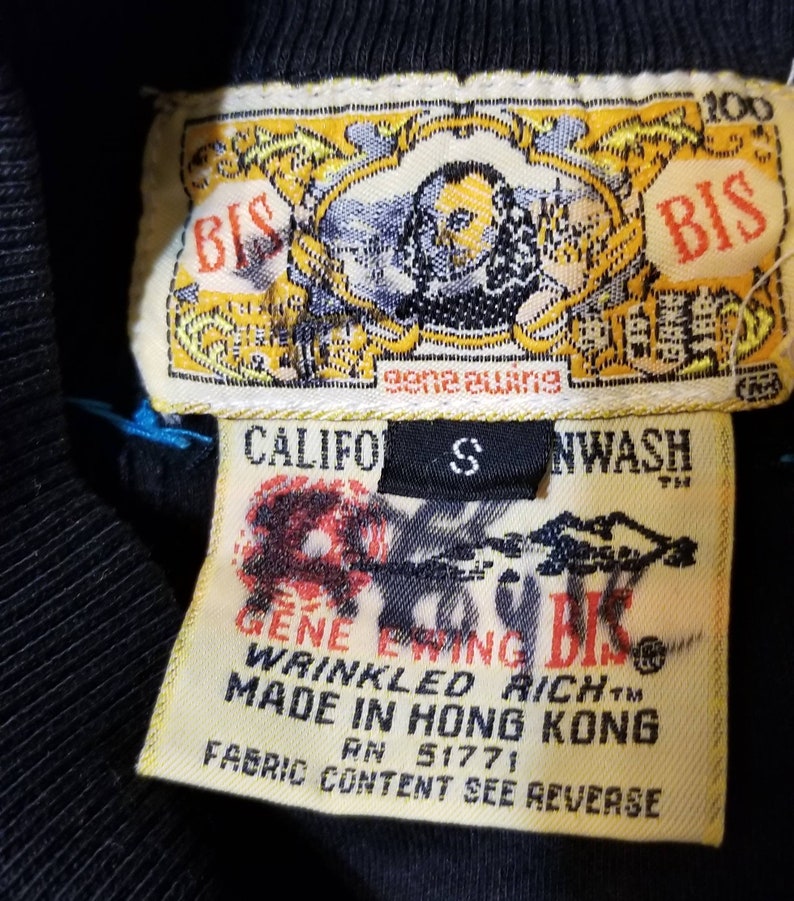 100
BIS BIS
gene ewing
CALIFO S NWASH
TM
GENE EWING BIS
WRINKLED RICH TM
MADE IN HONG KONG
RN 51771
FABRIC CONTENT SEE REVERSE